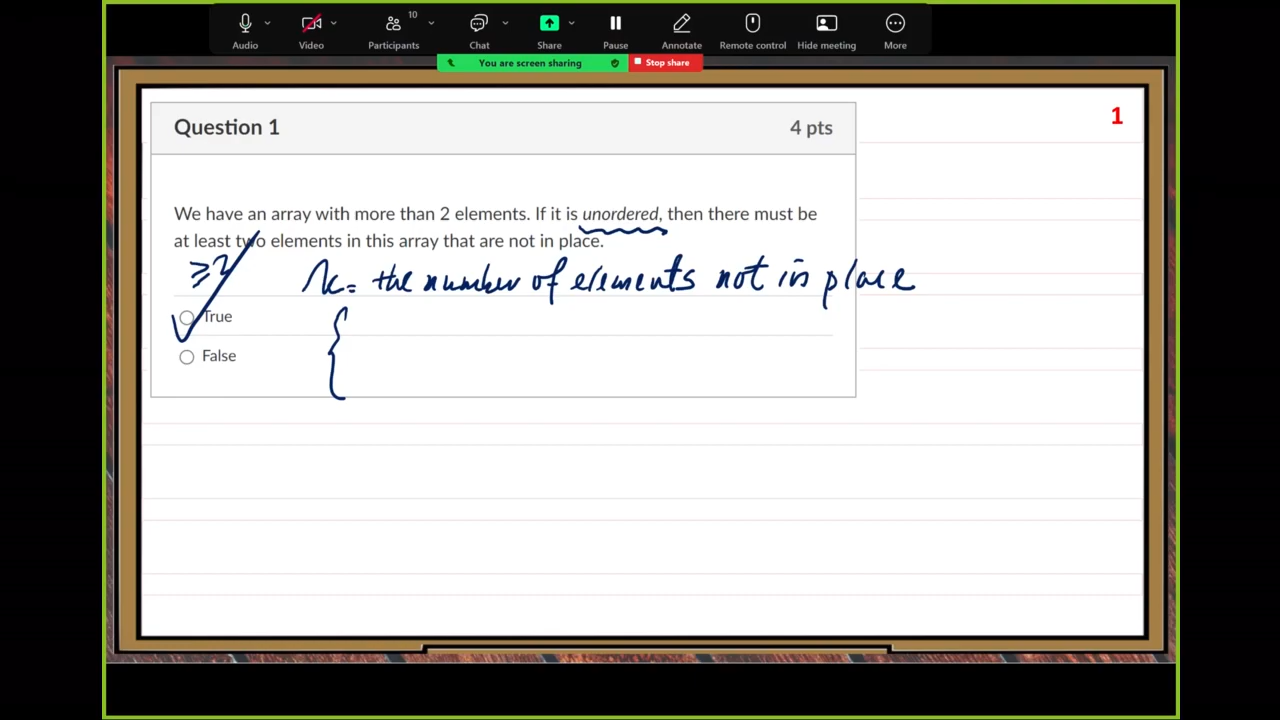 10
Audio Video Participants Chat Share Pause Annotate Remote control Hide meeting More
You are screen sharing Stop share
Question 1 4 pts
1
We have an array with more than 2 elements. If it is unordered, then there must be
at least two elements in this array that are not in place.
≥2 = the number of elements not in place
True
False